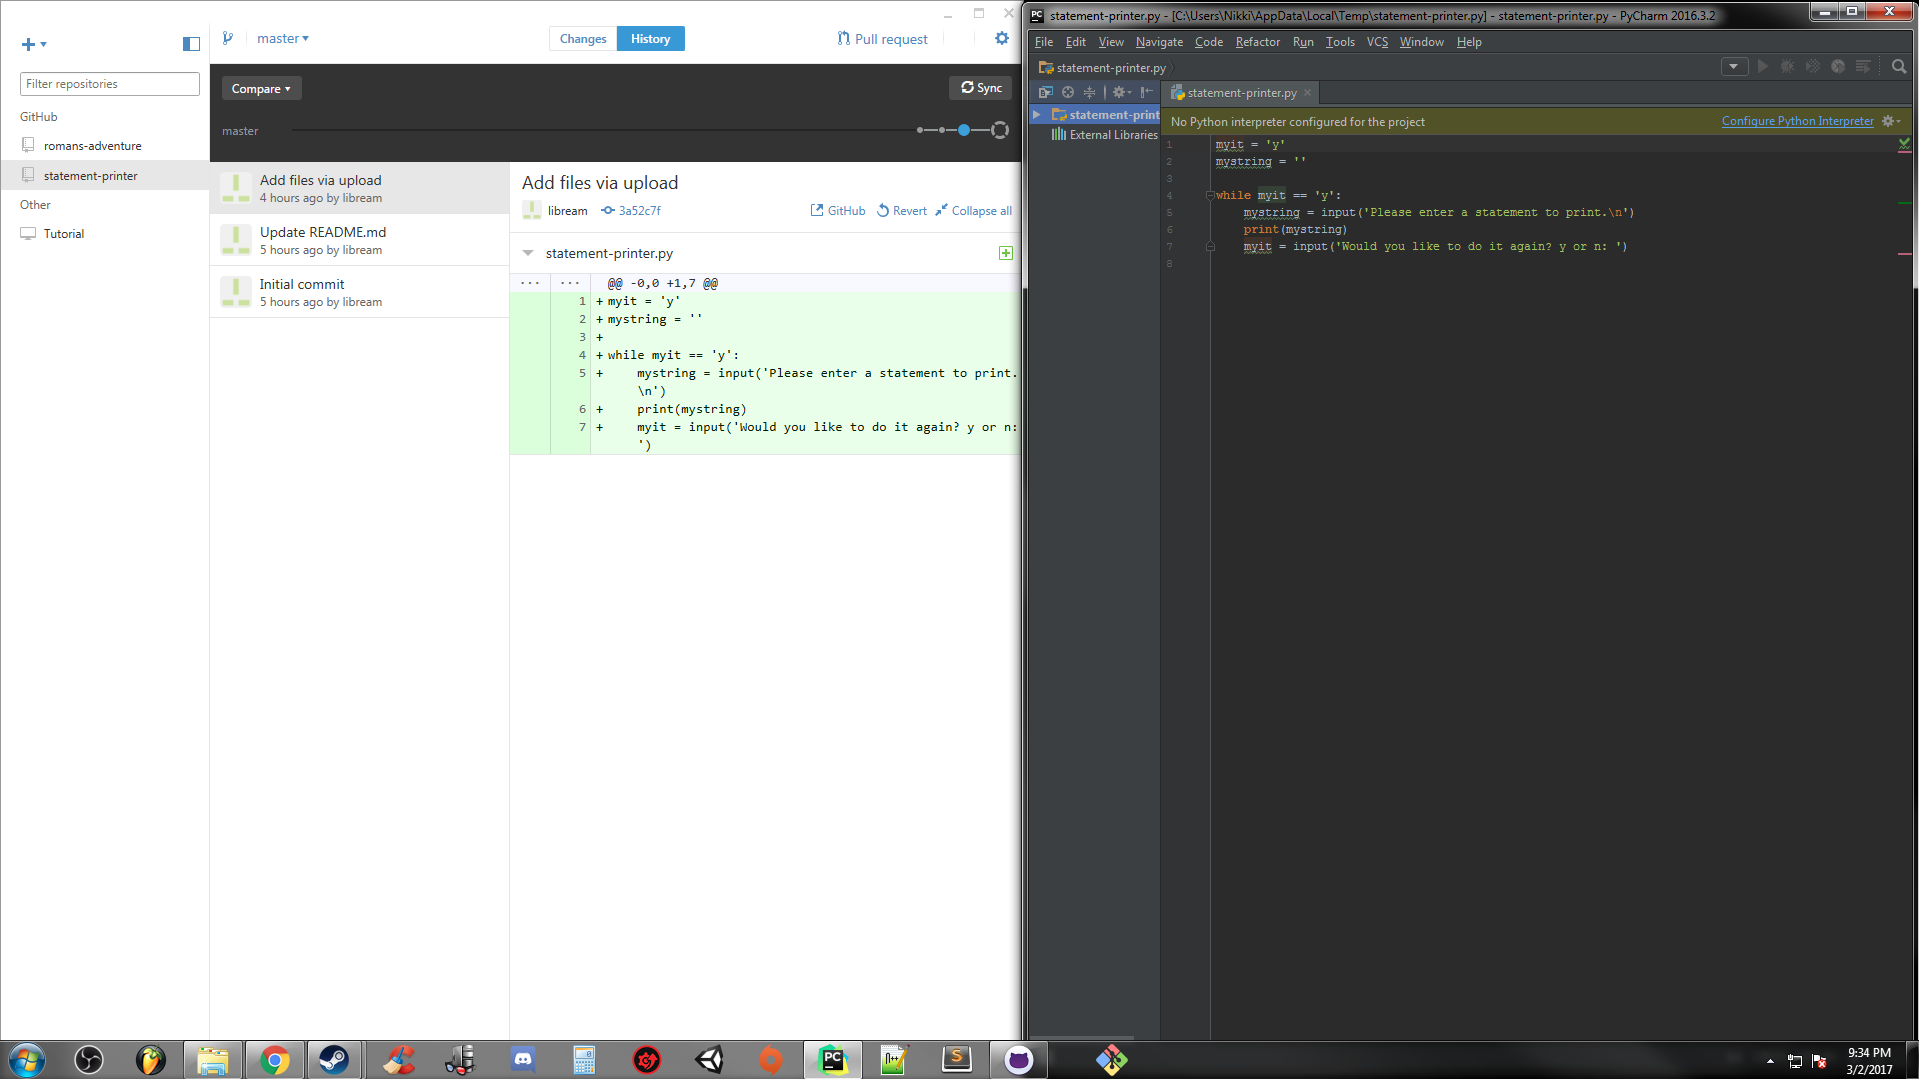 master
Changes
History
Pull request
Filter repositories
GitHub
romans-adventure
statement-printer
Other
Tutorial
Compare
Sync
master
Add files via upload
4 hours ago by libream
Update README.md
5 hours ago by libream
Initial commit
5 hours ago by libream
Add files via upload
libream 3a52c7f GitHub Revert Collapse all
statement-printer.py
... ... @@ -0,0 +1,7 @@
1 + myit = 'y'
2 + mystring = ''
3 +
4 + while myit == 'y':
5 + mystring = input('Please enter a statement to print.
\n')
6 + print(mystring)
7 + myit = input('Would you like to do it again? y or n:
')
PC statement-printer.py - [C:\Users\Nikki\AppData\Local\Temp\statement-printer.py] - statement-printer.py - PyCharm 2016.3.2
File Edit View Navigate Code Refactor Run Tools VCS Window Help
statement-printer.py
statement-printer.py
statement-print
External Libraries
No Python interpreter configured for the project Configure Python Interpreter
1 myit = 'y'
2 mystring = ''
3
4 while myit == 'y':
5 mystring = input('Please enter a statement to print.\n')
6 print(mystring)
7 myit = input('Would you like to do it again? y or n: ')
8
PC
S
9:34 PM
3/2/2017